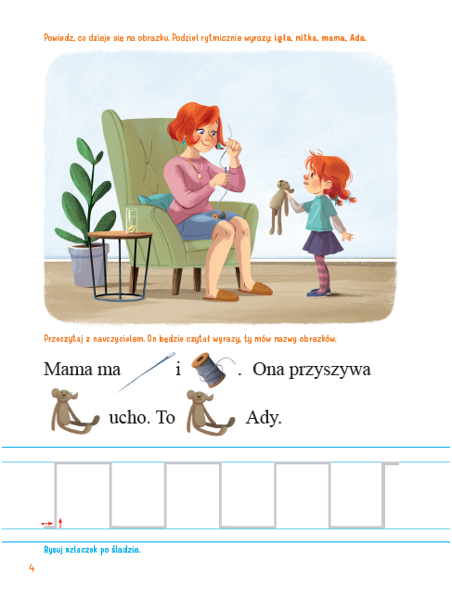 Powiedz, co dzieje się na obrazku. Podziel rytmicznie wyrazy: igła, nitka, mama, Ada.
Przeczytaj z nauczycielem. On będzie czytał wyrazy, ty mów nazwy obrazków.
Mama ma i . Ona przyszywa
ucho. To Ady.
Rysuj szlaczek po śladzie.
4